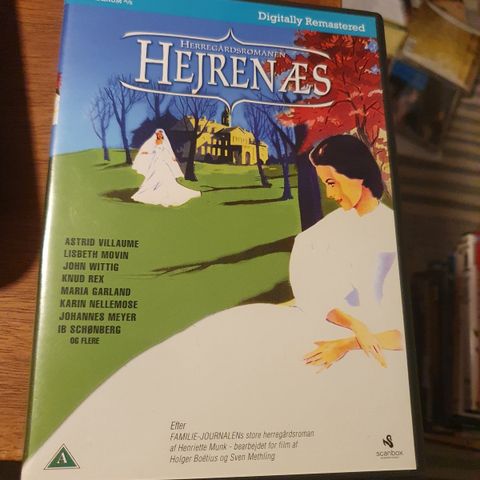 Digitally Remastered
HERREGÅRDSROMANEN
HEJRENÆS
ASTRID VILLAUME
LISBETH MOVIN
JOHN WITTIG
KNUD REX
MARIA GARLAND
KARIN NELLEMOSE
JOHANNES MEYER
IB SCHØNBERG
OG FLERE
Efter
FAMILIE-JOURNALENs store herregårdsroman
af Henriette Munk - bearbejdet for film af
Holger Boëtius og Sven Methling
A
scanbox